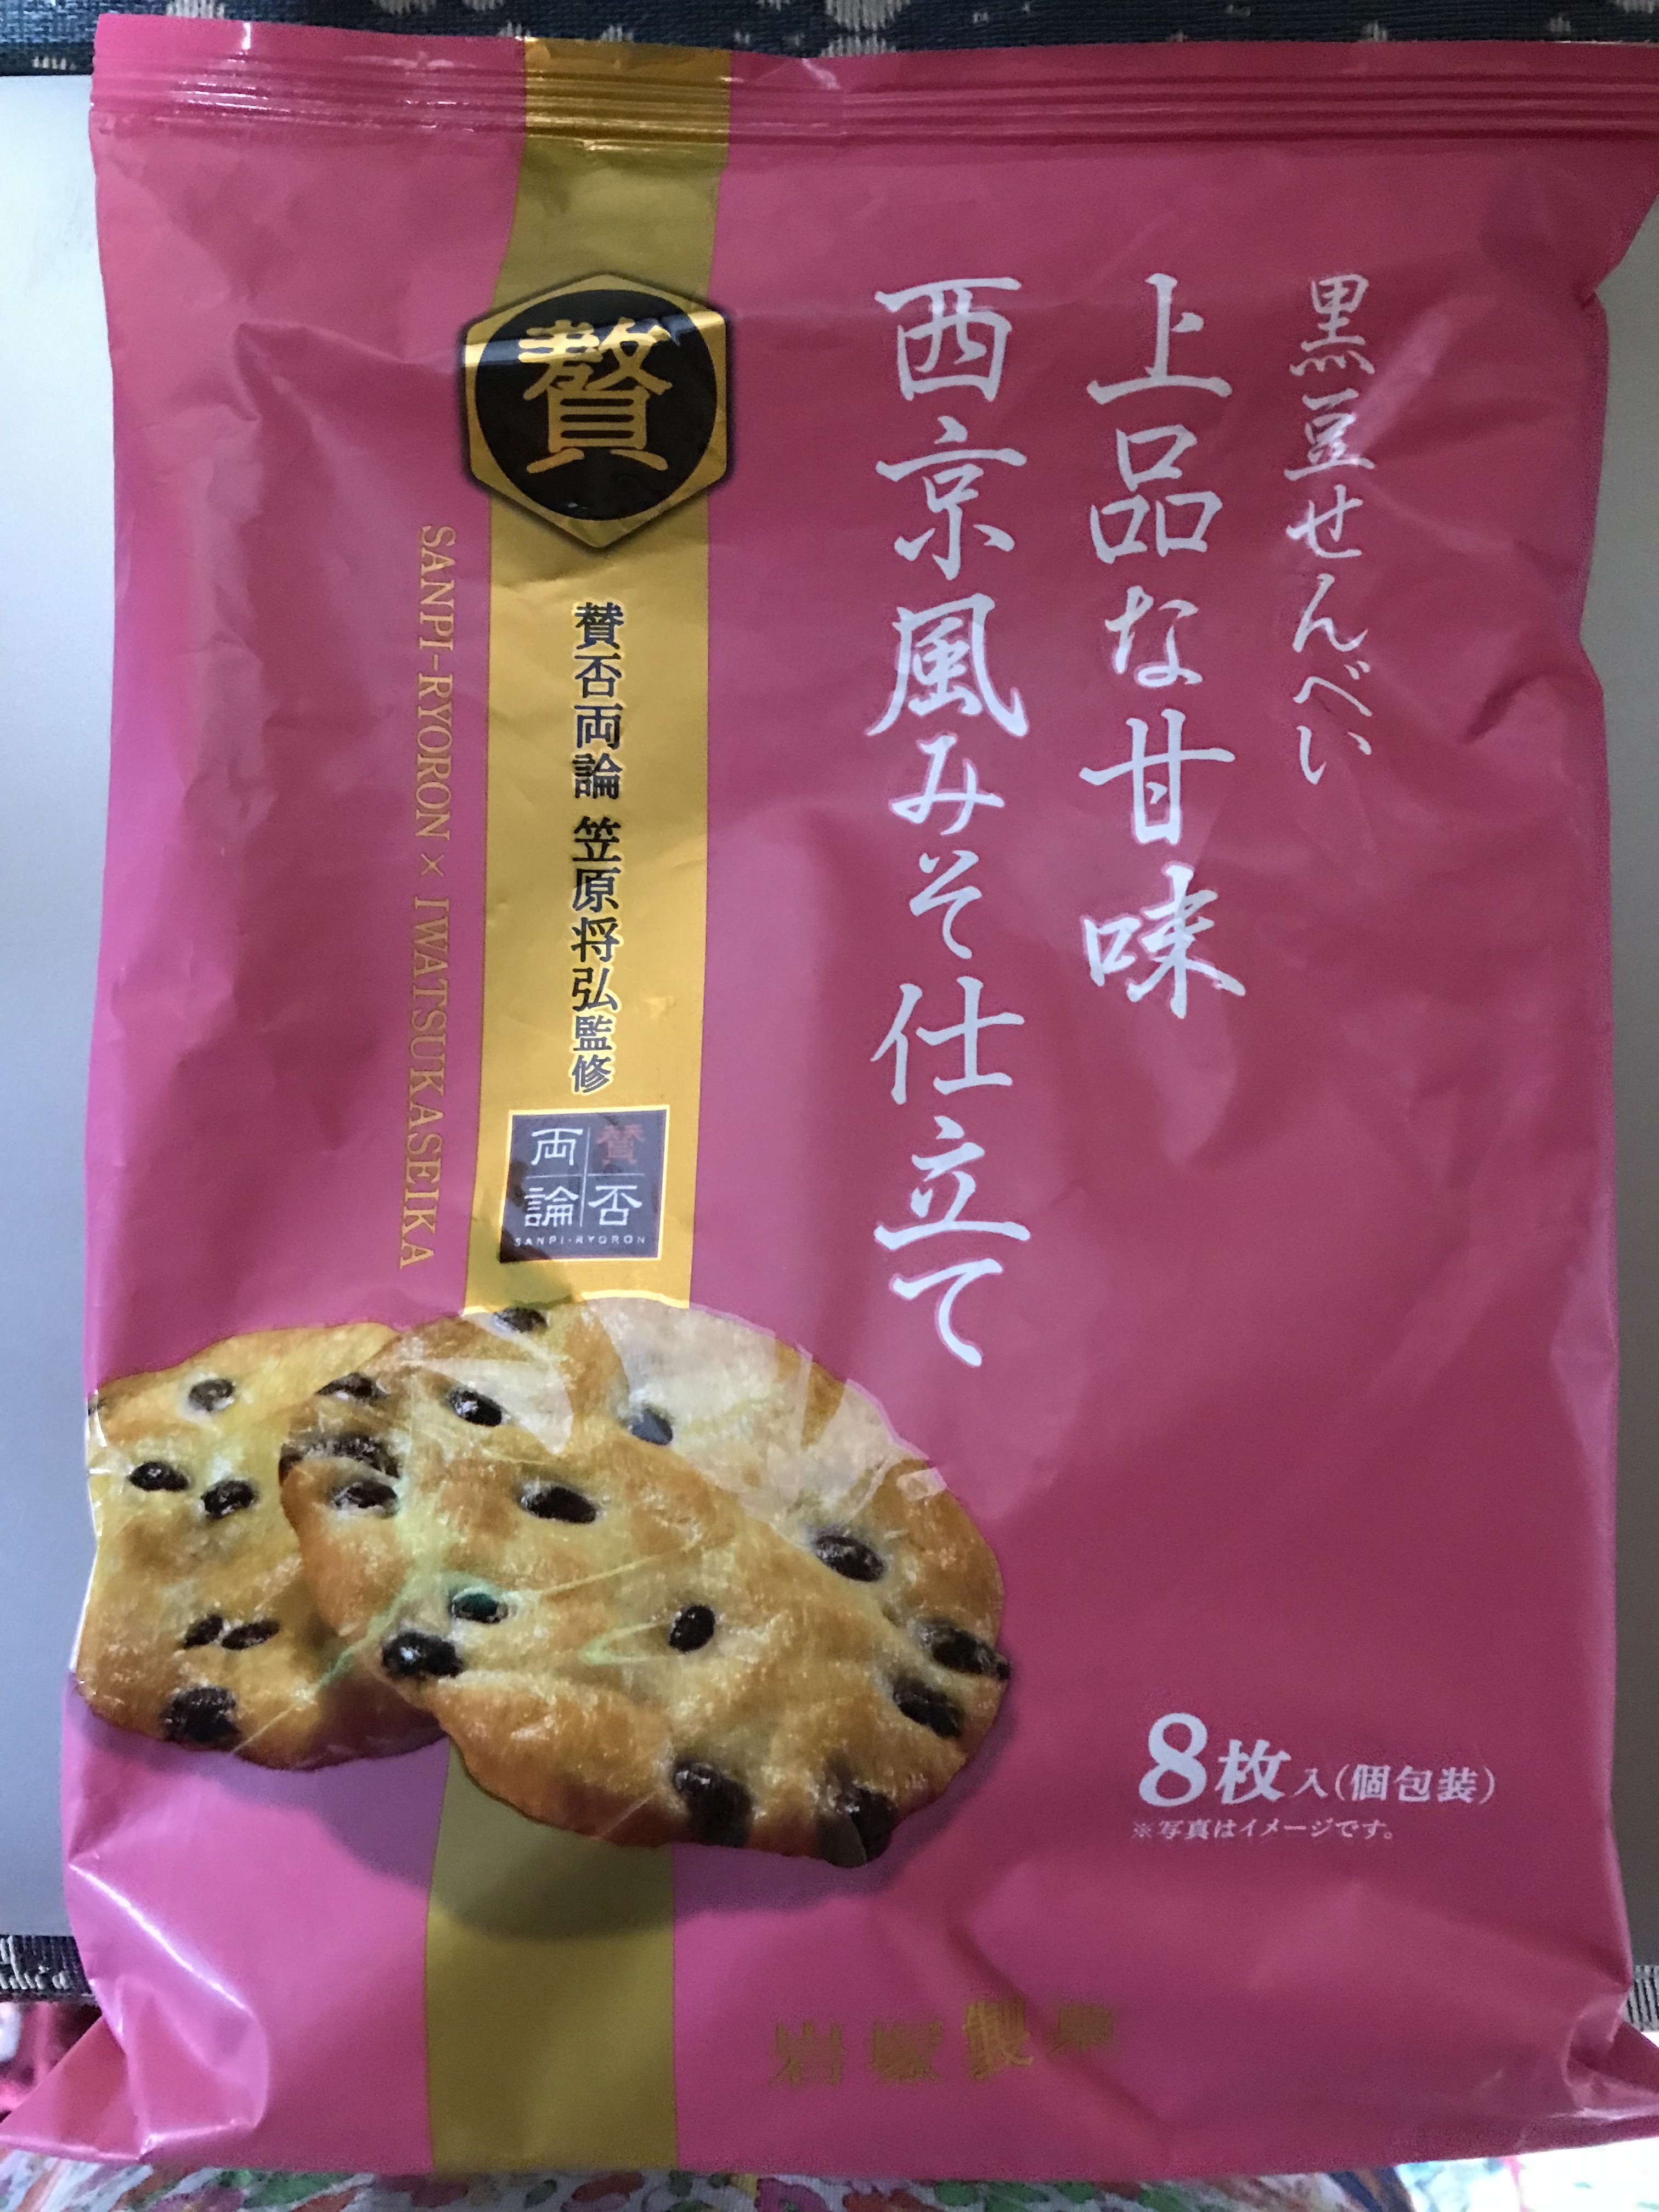 黒豆せんべい
上品な甘味
西京風みそ仕立て
贅
賛否両論 笠原将弘監修
賛否
両論
SANPI-RYORON
SANPI-RYORON × IWATSUKASEIKA
8枚入(個包装)
※写真はイメージです。
岩塚製菓